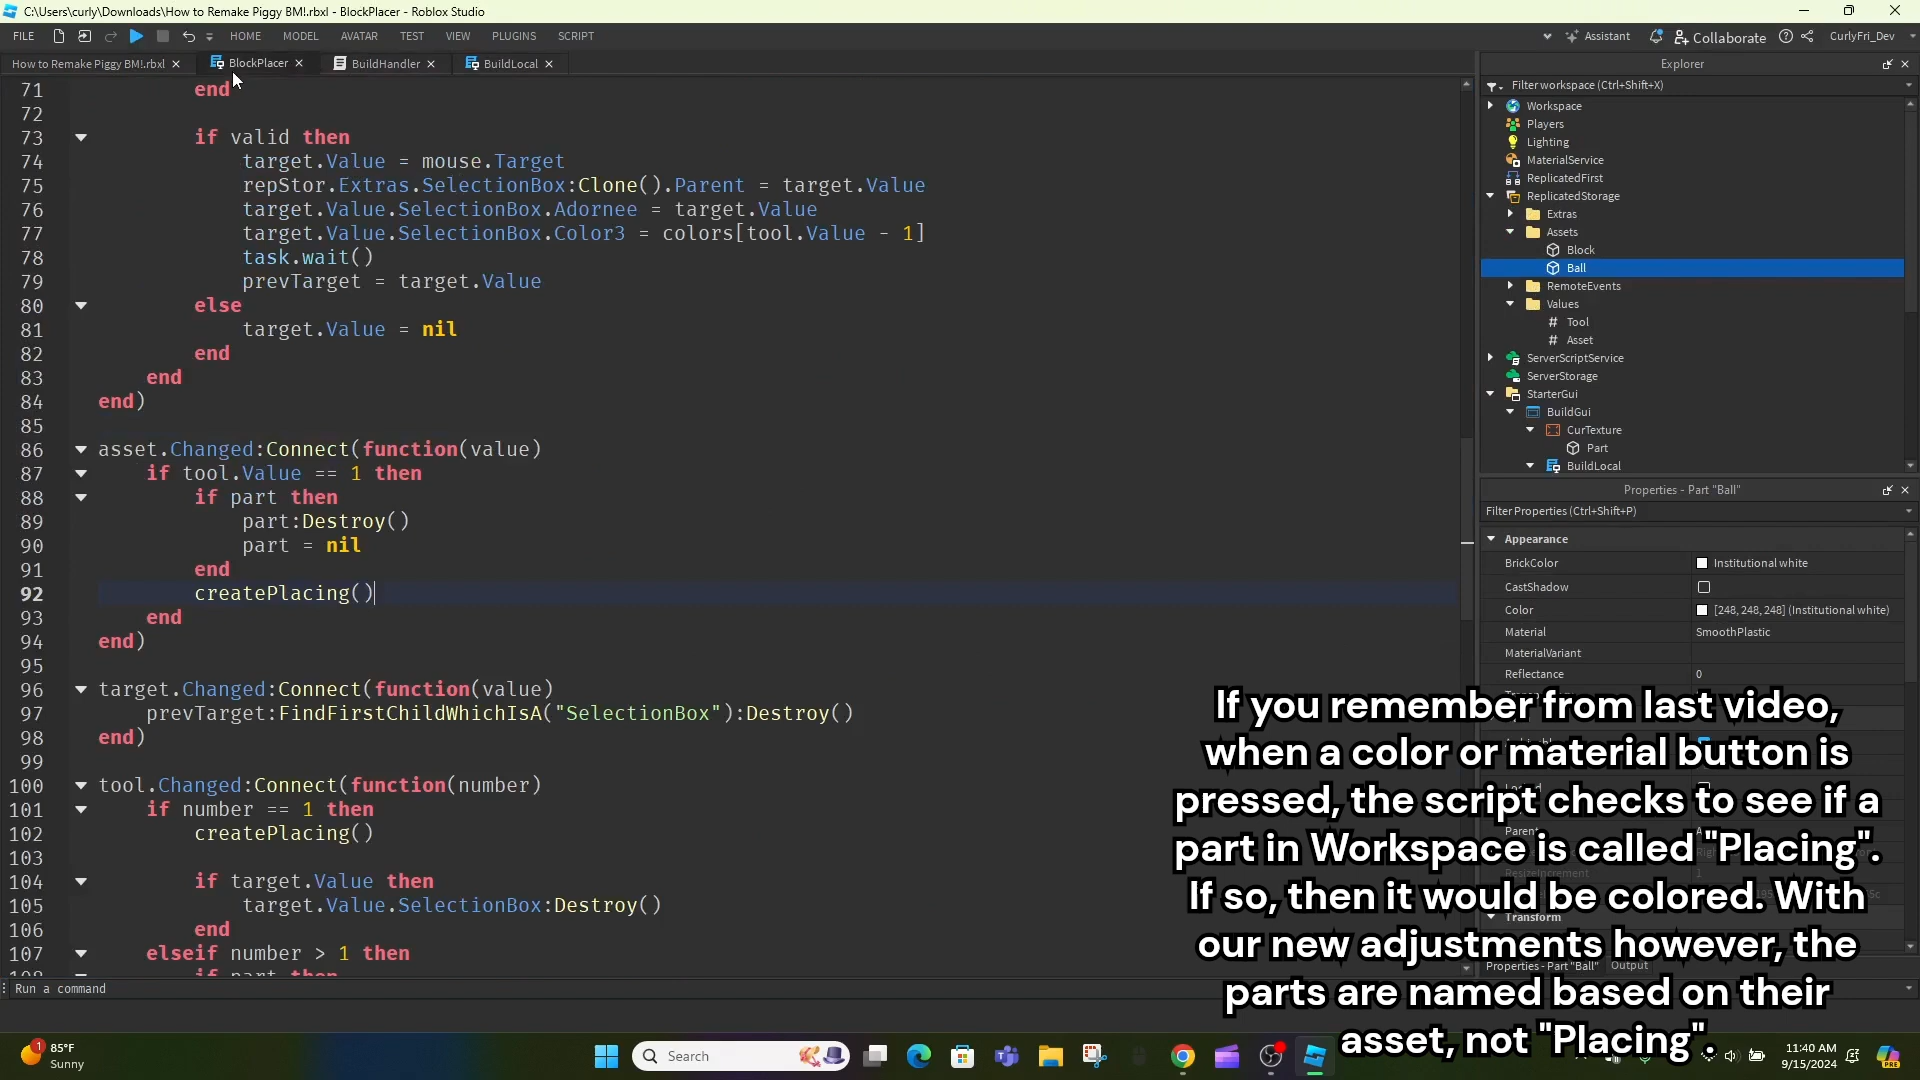 C:\Users\curly\Downloads\How to Remake Piggy BM!.rbxl - BlockPlacer - Roblox Studio
FILE HOME MODEL AVATAR TEST VIEW PLUGINS SCRIPT Assistant Collaborate CurlyFri_Dev
How to Remake Piggy BM!.rbxl BlockPlacer BuildHandler BuildLocal
71 end
72
73 if valid then
74 target.Value = mouse.Target
75 repStor.Extras.SelectionBox:Clone().Parent = target.Value
76 target.Value.SelectionBox.Adornee = target.Value
77 target.Value.SelectionBox.Color3 = colors[tool.Value - 1]
78 task.wait()
79 prevTarget = target.Value
80 else
81 target.Value = nil
82 end
83 end
84 end)
85
86 asset.Changed:Connect(function(value)
87 if tool.Value == 1 then
88 if part then
89 part:Destroy()
90 part = nil
91 end
92 createPlacing()
93 end
94 end)
95
96 target.Changed:Connect(function(value)
97 prevTarget:FindFirstChildWhichIsA("SelectionBox"):Destroy()
98 end)
99
100 tool.Changed:Connect(function(number)
101 if number == 1 then
102 createPlacing()
103
104 if target.Value then
105 target.Value.SelectionBox:Destroy()
106 end
107 elseif number > 1 then
108 if part then
Explorer
Filter workspace (Ctrl+Shift+X)
Workspace
Players
Lighting
MaterialService
ReplicatedFirst
ReplicatedStorage
Extras
Assets
Block
Ball
RemoteEvents
Values
# Tool
# Asset
ServerScriptService
ServerStorage
StarterGui
BuildGui
CurTexture
Part
BuildLocal
Properties - Part "Ball"
Filter Properties (Ctrl+Shift+P)
Appearance
BrickColor Institutional white
CastShadow
Color [248, 248, 248] (Institutional white)
Material SmoothPlastic
MaterialVariant
Reflectance 0
Parent
ResizeIncrement 1
Transform
Properties - Part "Ball" Output
If you remember from last video,
when a color or material button is
pressed, the script checks to see if a
part in Workspace is called "Placing".
If so, then it would be colored. With
our new adjustments however, the
parts are named based on their
asset, not "Placing".
Run a command
1
85°F
Sunny
Search
PRE
11:40 AM
9/15/2024